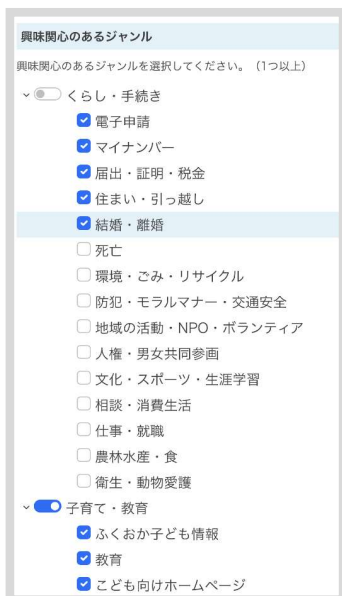 興味関心のあるジャンル
興味関心のあるジャンルを選択してください。（1つ以上）
くらし・手続き
電子申請
マイナンバー
届出・証明・税金
住まい・引っ越し
結婚・離婚
死亡
環境・ごみ・リサイクル
防犯・モラルマナー・交通安全
地域の活動・NPO・ボランティア
人権・男女共同参画
文化・スポーツ・生涯学習
相談・消費生活
仕事・就職
農林水産・食
衛生・動物愛護
子育て・教育
ふくおか子ども情報
教育
こども向けホームページ